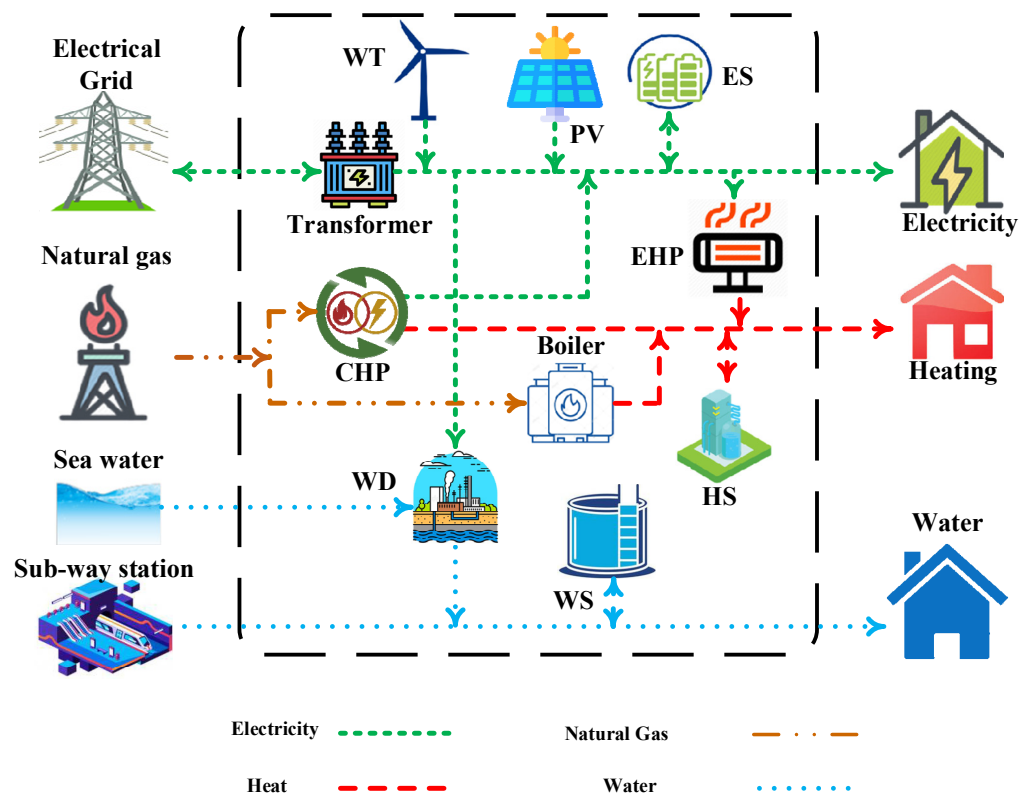 Electrical
Grid
WT
PV
ES
Transformer
Electricity
Natural gas
EHP
CHP
Boiler
Heating
Sea water
WD
HS
Water
Sub-way station
WS
Electricity
Natural Gas
Heat
Water